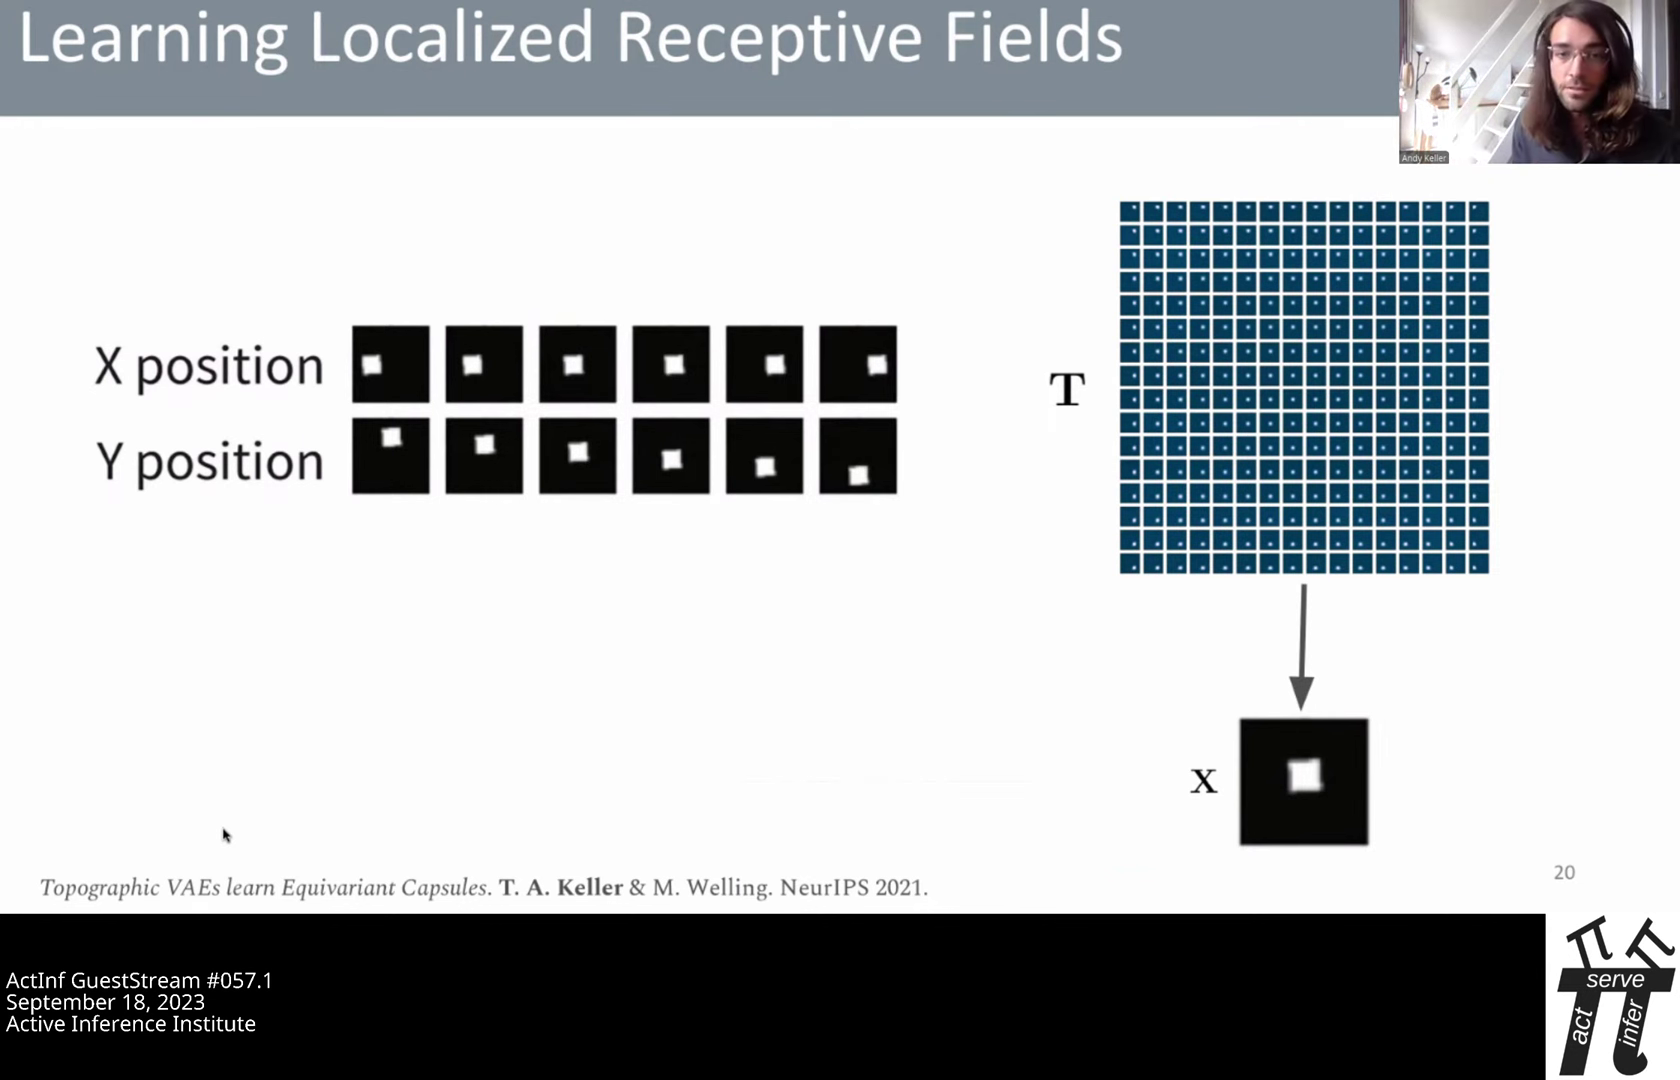 Learning Localized Receptive Fields
Andy Keller
X position
Y position
T
x
20
Topographic VAEs learn Equivariant Capsules. T. A. Keller & M. Welling. NeurIPS 2021.
ActInf GuestStream #057.1
September 18, 2023
Active Inference Institute
π π
serve
act infer